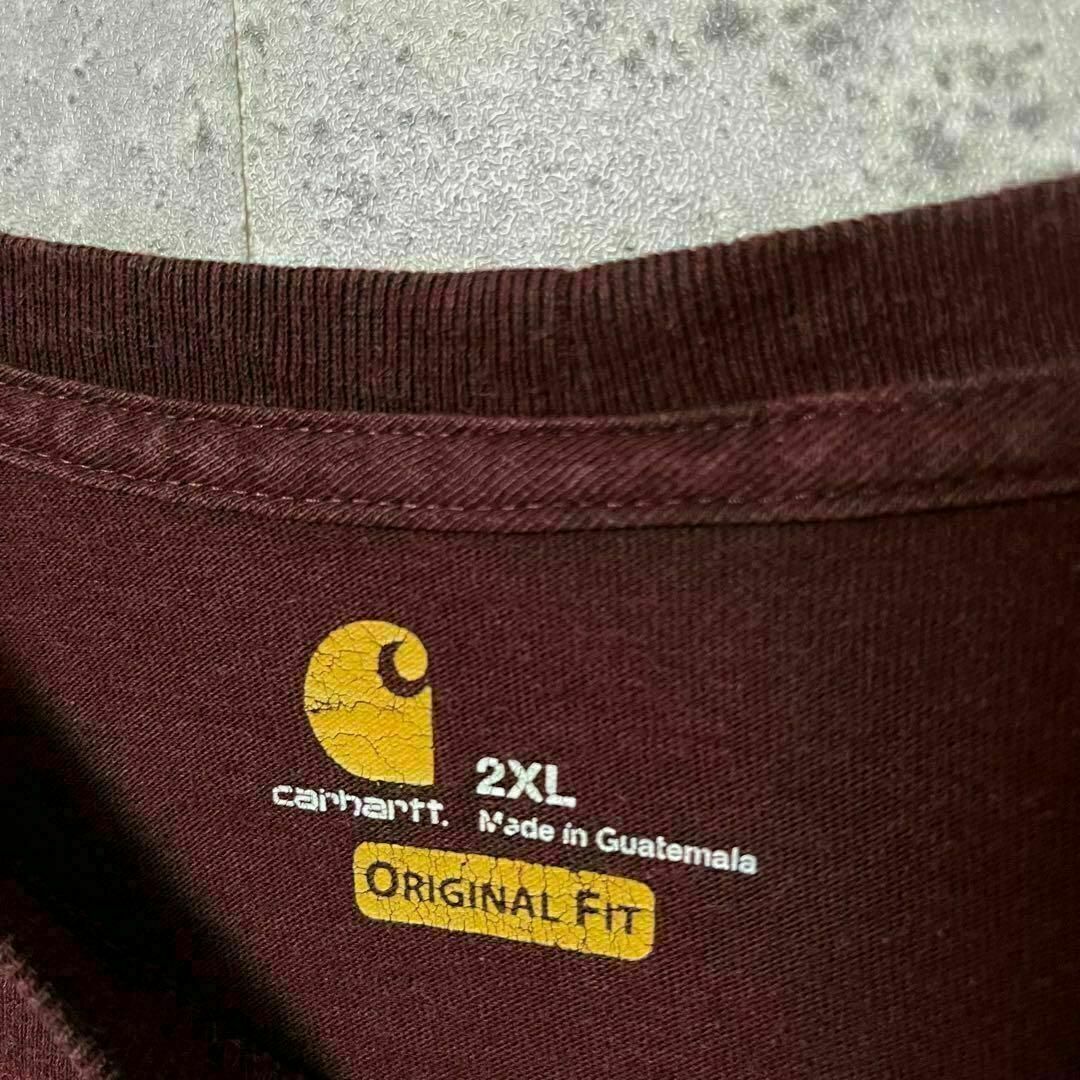 carhartt.
2XL
Made in Guatemala
ORIGINAL FIT